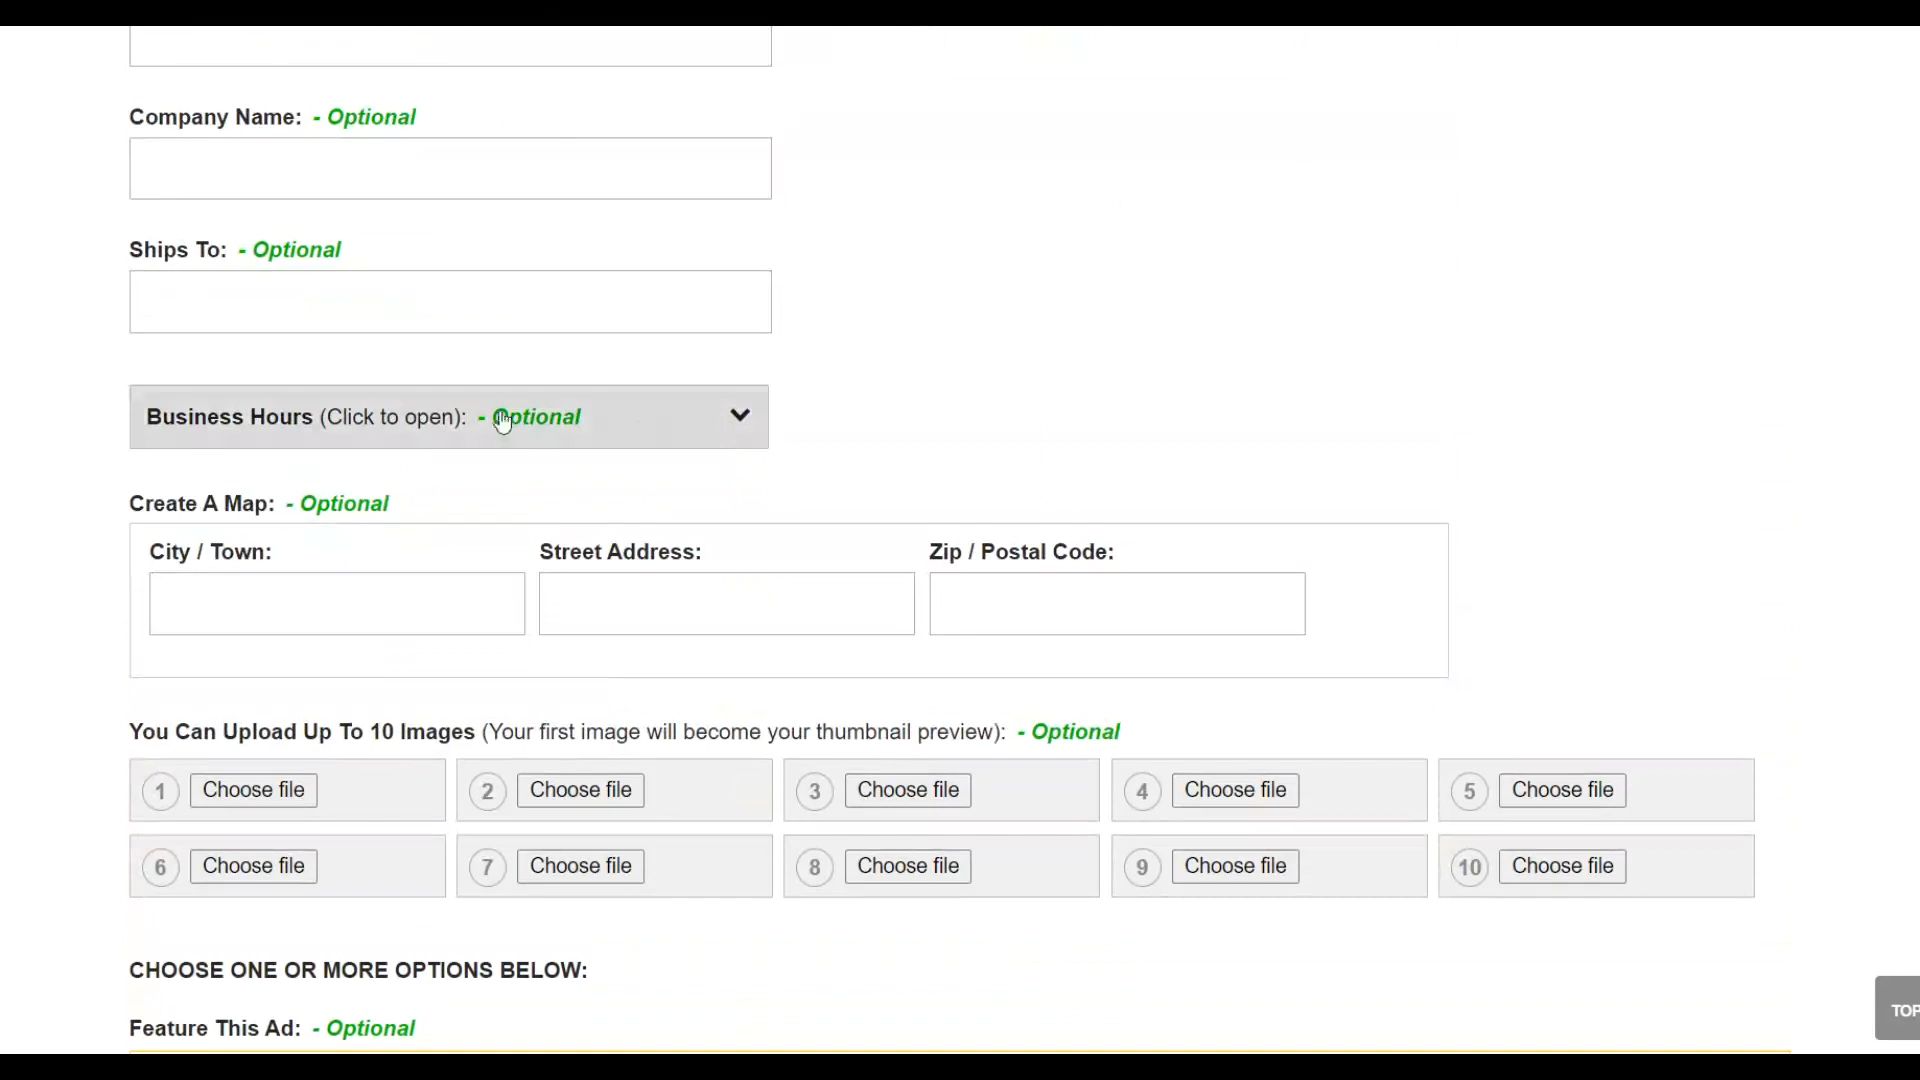 Company Name: - Optional
Ships To: - Optional
Business Hours (Click to open): - Optional
Create A Map: - Optional
City / Town: Street Address: Zip / Postal Code:
You Can Upload Up To 10 Images (Your first image will become your thumbnail preview): - Optional
1 Choose file 2 Choose file 3 Choose file 4 Choose file 5 Choose file
6 Choose file 7 Choose file 8 Choose file 9 Choose file 10 Choose file
CHOOSE ONE OR MORE OPTIONS BELOW:
TOP
Feature This Ad: - Optional